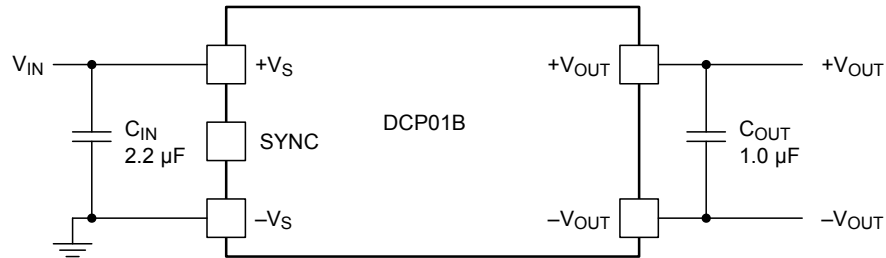 VIN
+VS
+VOUT
+VOUT
CIN
2.2 µF
SYNC
DCP01B
COUT
1.0 µF
–VS
–VOUT
–VOUT